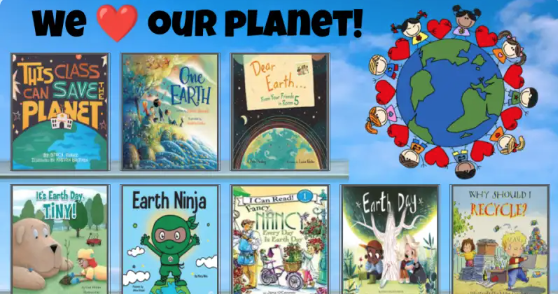 We ❤️ OUR PLANET!
THIS CLASS
CAN SAVE THE
PLANET
One
EARTH
Dear
Earth...
From Your Friends
in Room 5
It's Earth Day,
TINY!
Earth Ninja
I Can Read! 1
Fancy
NANCY
Every Day
Is Earth Day
Earth Day
WHY SHOULD I
RECYCLE?